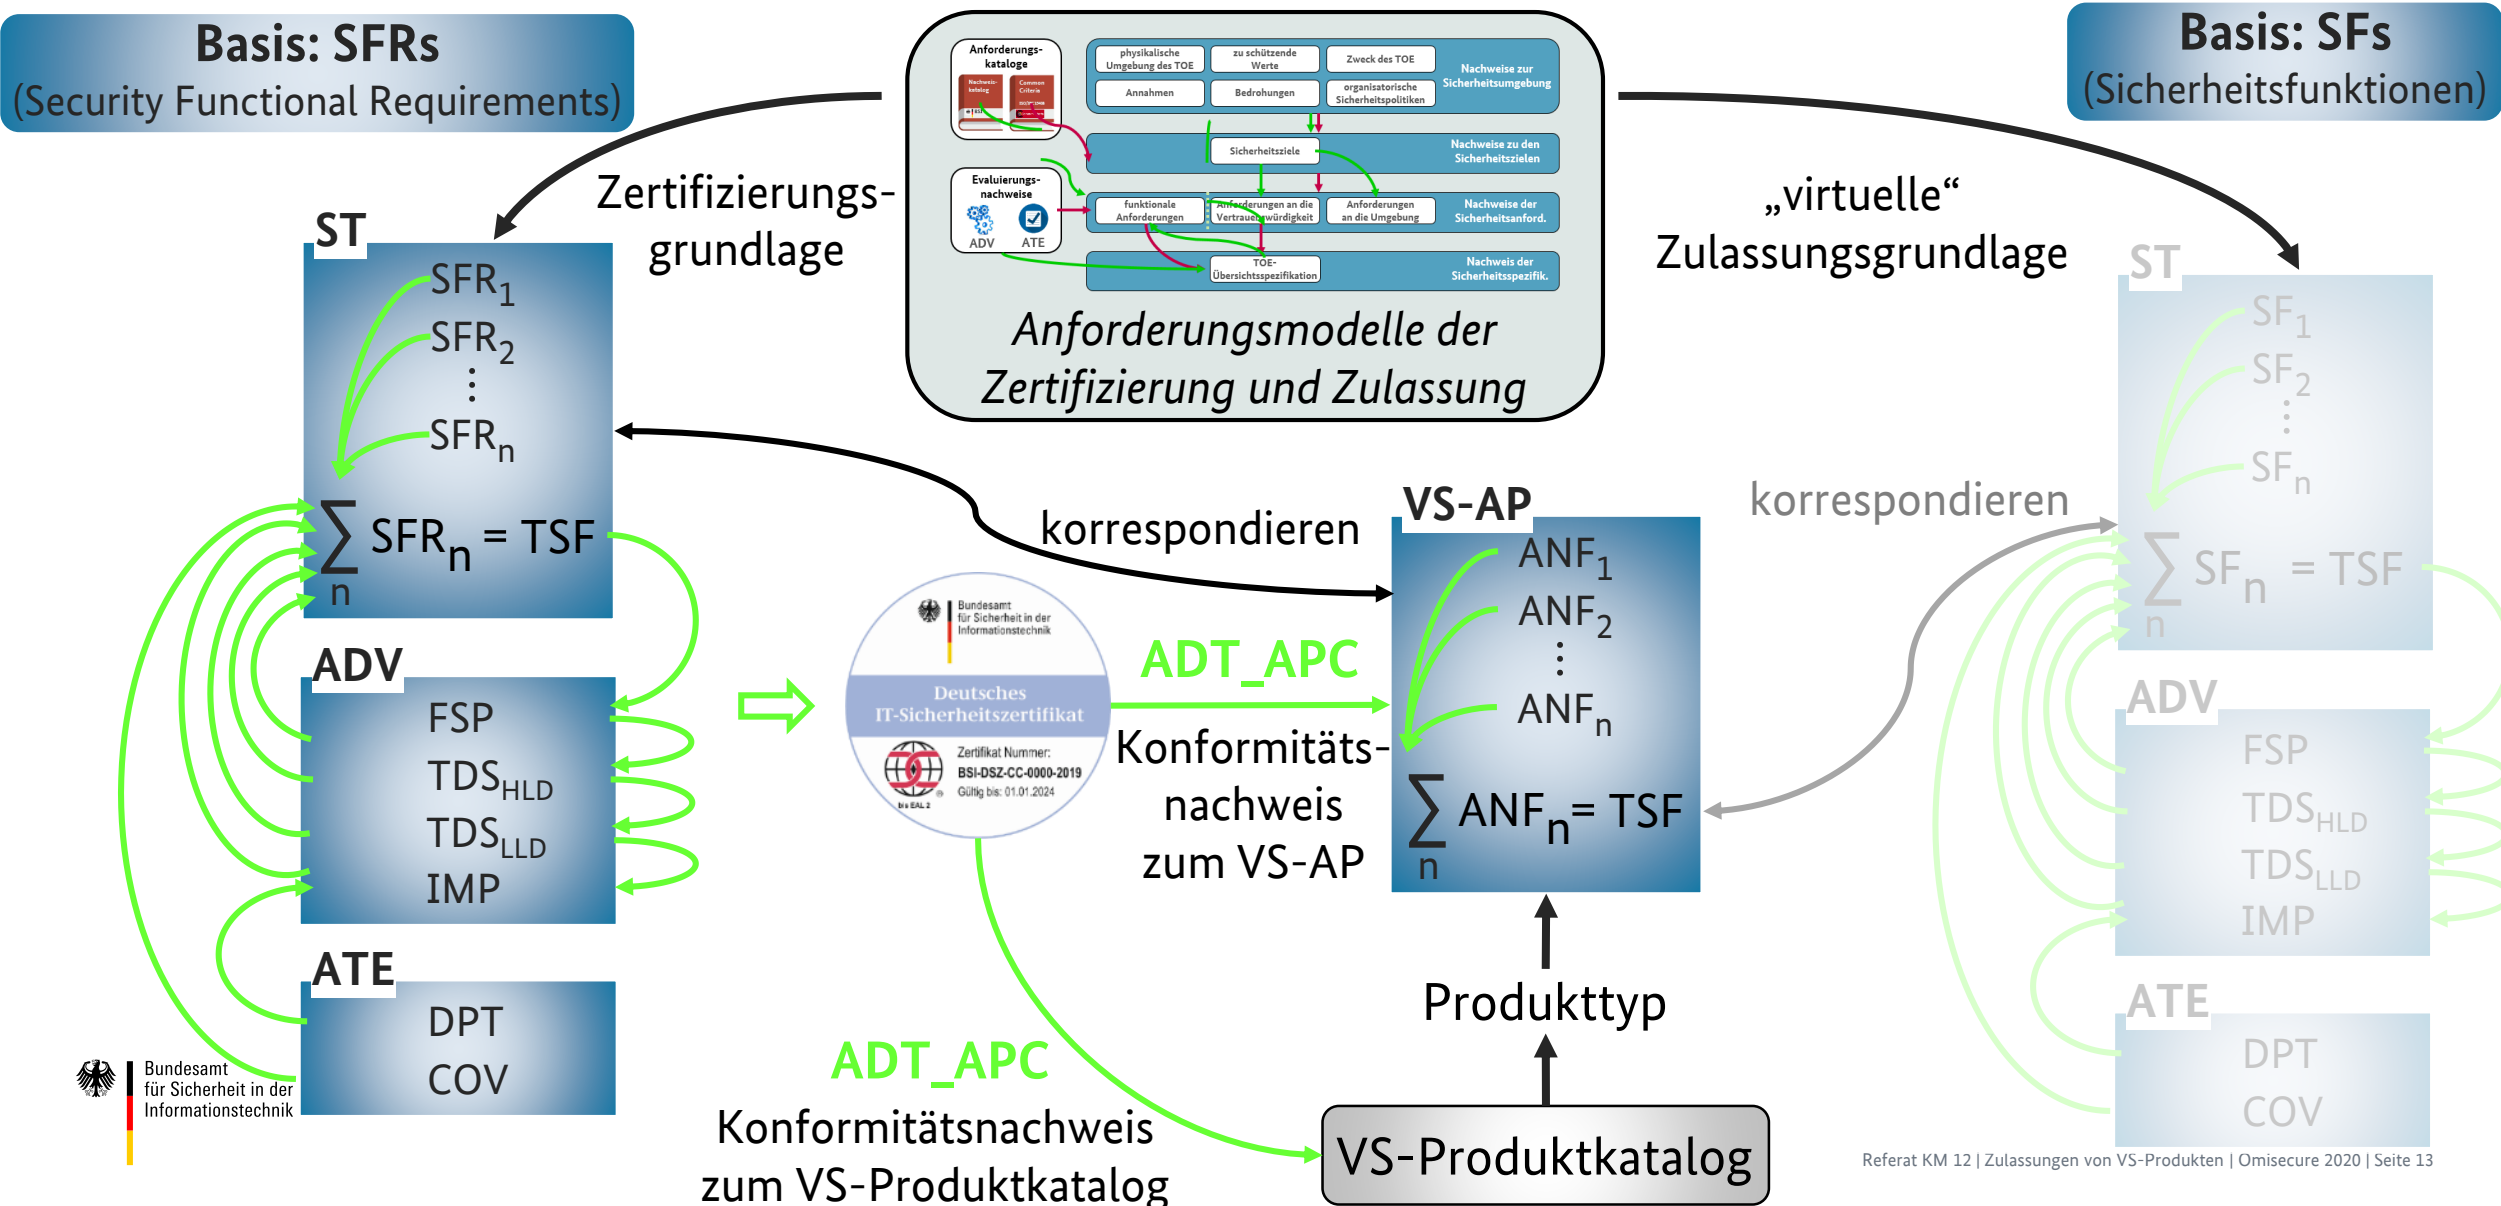 Basis: SFRs
(Security Functional Requirements)
Anforderungs-
kataloge
Nachweis-
katalog
Common
Criteria
Evaluierungs-
nachweise
ADV
ATE
physikalische
Umgebung des TOE
zu schützende
Werte
Zweck des TOE
Annahmen
Bedrohungen
organisatorische
Sicherheitspolitiken
Nachweise zur
Sicherheitsumgebung
Sicherheitsziele
Nachweise zu den
Sicherheitszielen
funktionale
Anforderungen
Anforderungen an die
Vertrauenswürdigkeit
Anforderungen
an die Umgebung
Nachweise der
Sicherheitsanford.
TOE-
Übersichtsspezifikation
Nachweis der
Sicherheitsspezifik.
Anforderungsmodelle der
Zertifizierung und Zulassung
Basis: SFs
(Sicherheitsfunktionen)
Zertifizierungs-
grundlage
„virtuelle“
Zulassungsgrundlage
ST
SFR1
SFR2
⋮
SFRn
∑ SFRn = TSF
n
ADV
FSP
TDSHLD
TDSLLD
IMP
ATE
DPT
COV
korrespondieren
Bundesamt
für Sicherheit in der
Informationstechnik
Deutsches
IT-Sicherheitszertifikat
Zertifikat Nummer:
BSI-DSZ-CC-0000-2019
Gültig bis: 01.01.2024
bis EAL 2
ADT_APC
Konformitäts-
nachweis
zum VS-AP
VS-AP
ANF1
ANF2
⋮
ANFn
∑ ANFn= TSF
n
Produkttyp
VS-Produktkatalog
ADT_APC
Konformitätsnachweis
zum VS-Produktkatalog
korrespondieren
ST
SF1
SF2
⋮
SFn
∑ SFn = TSF
n
ADV
FSP
TDSHLD
TDSLLD
IMP
ATE
DPT
COV
Bundesamt
für Sicherheit in der
Informationstechnik
Referat KM 12 | Zulassungen von VS-Produkten | Omisecure 2020 | Seite 13